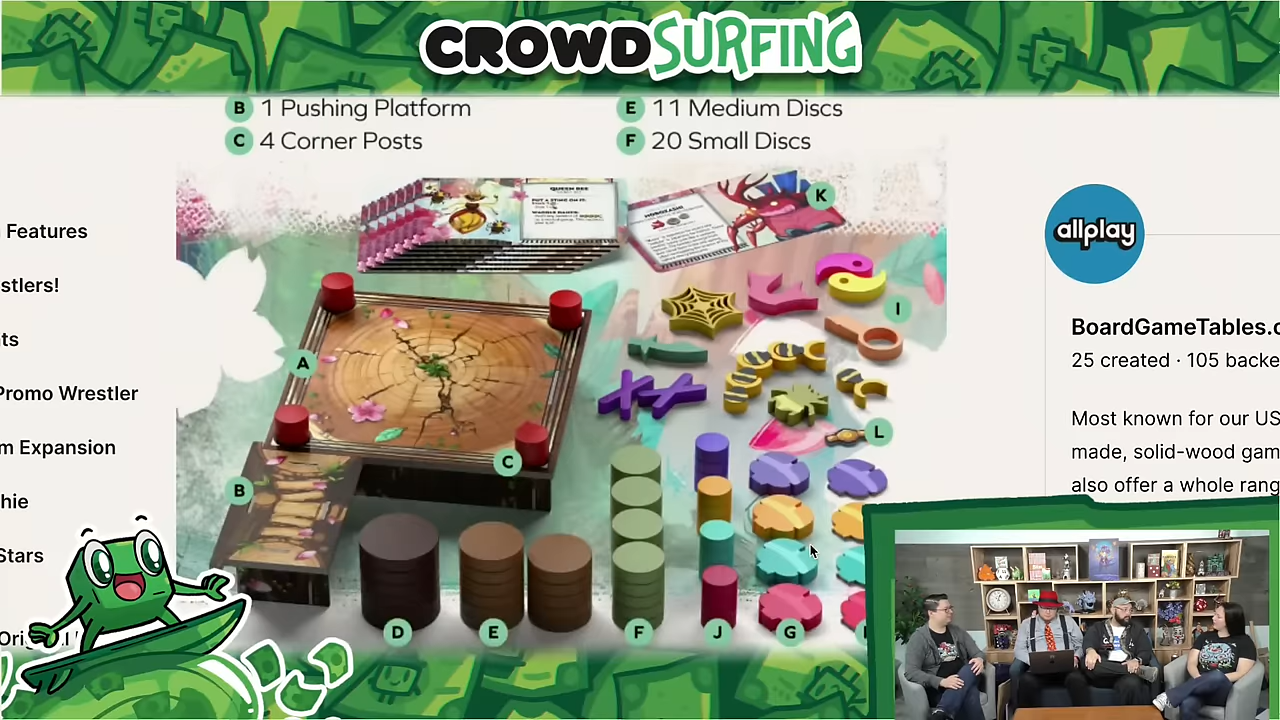 CROWDSURFING
B 1 Pushing Platform
E 11 Medium Discs
C 4 Corner Posts
F 20 Small Discs
Features
stlers!
ts
Promo Wrestler
m Expansion
hie
Stars
QUEEN BEE
K
I
A
L
C
B
D
E
F
J
G
allplay
BoardGameTables.c
25 created · 105 backe
Most known for our US
made, solid-wood gam
also offer a whole rang